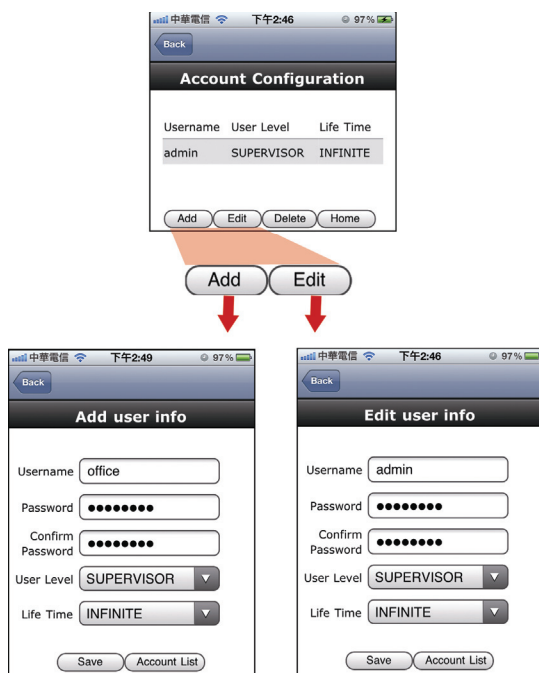 中華電信 下午2:46 97%
Back
Account Configuration
Username User Level Life Time
admin SUPERVISOR INFINITE
Add Edit Delete Home
Add Edit
中華電信 下午2:49 97%
Back
Add user info
Username office
Password ●●●●●●●●
Confirm
Password ●●●●●●●●
User Level SUPERVISOR
Life Time INFINITE
Save Account List
中華電信 下午2:46 97%
Back
Edit user info
Username admin
Password ●●●●●●●●
Confirm
Password ●●●●●●●●
User Level SUPERVISOR
Life Time INFINITE
Save Account List